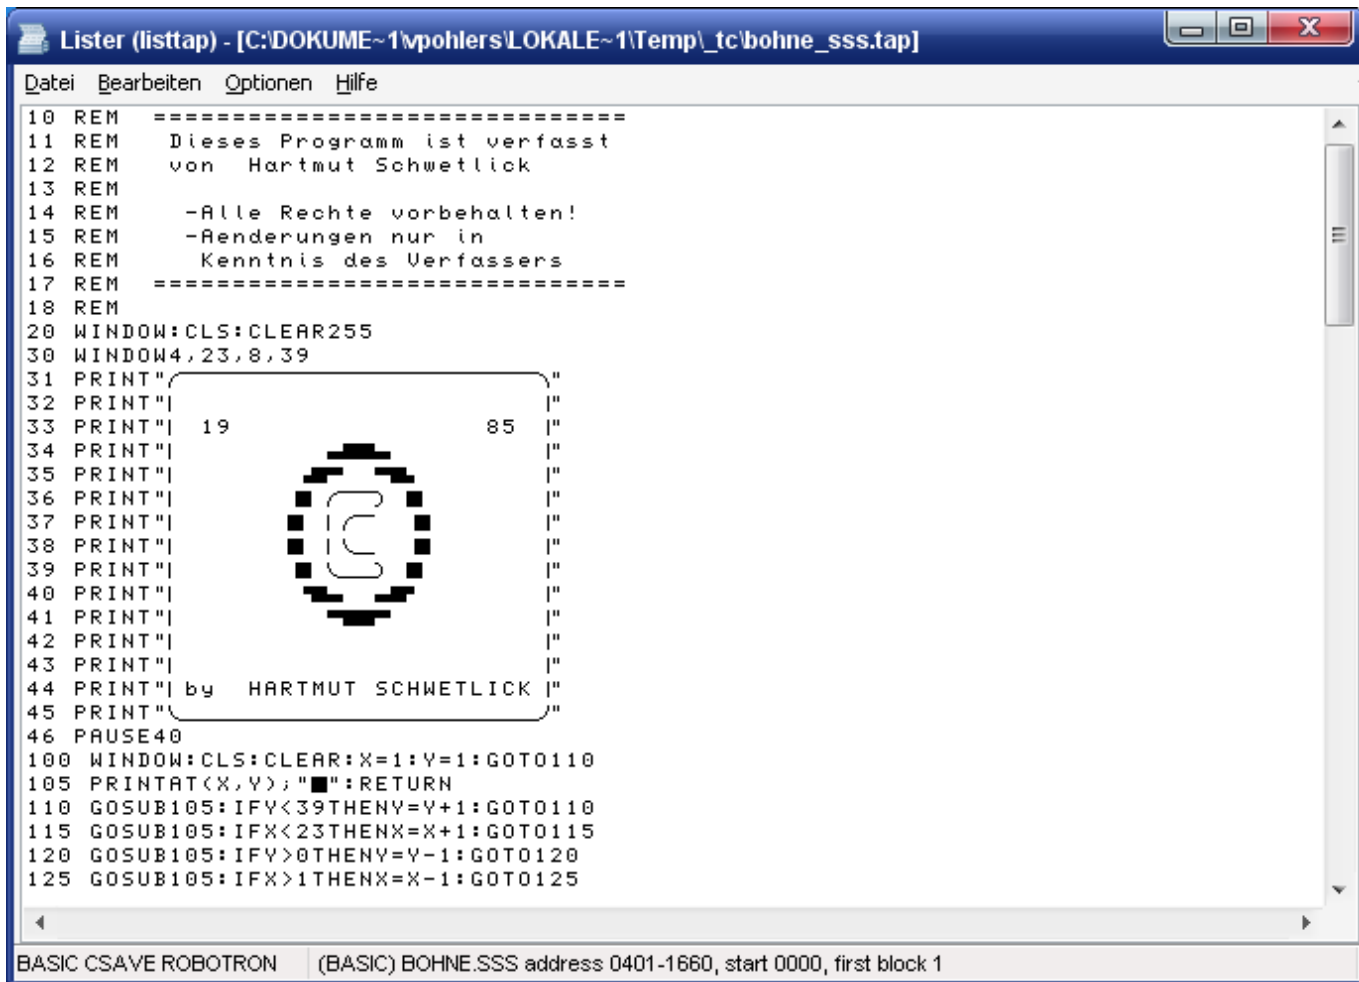 Lister (listtap) - [C:\DOKUME~1\vpohlers\LOKALE~1\Temp\_tc\bohne_sss.tap]
Datei Bearbeiten Optionen Hilfe
10 REM ==============================
11 REM Dieses Programm ist verfasst
12 REM von Hartmut Schwetlick
13 REM
14 REM -Alle Rechte vorbehalten!
15 REM -Aenderungen nur in
16 REM Kenntnis des Verfassers
17 REM ==============================
18 REM
20 WINDOW:CLS:CLEAR255
30 WINDOW4,23,8,39
31 PRINT" "
32 PRINT"| |"
33 PRINT"| 19 85 |"
34 PRINT"| |"
35 PRINT"| |"
36 PRINT"| |"
37 PRINT"| |"
38 PRINT"| |"
39 PRINT"| |"
40 PRINT"| |"
41 PRINT"| |"
42 PRINT"| |"
43 PRINT"| |"
44 PRINT"| by HARTMUT SCHWETLICK |"
45 PRINT" "
46 PAUSE40
100 WINDOW:CLS:CLEAR:X=1:Y=1:GOTO110
105 PRINTAT(X,Y);"■":RETURN
110 GOSUB105:IFY<39THENY=Y+1:GOTO110
115 GOSUB105:IFX<23THENX=X+1:GOTO115
120 GOSUB105:IFY>0THENY=Y-1:GOTO120
125 GOSUB105:IFX>1THENX=X-1:GOTO125
BASIC CSAVE ROBOTRON (BASIC) BOHNE.SSS address 0401-1660, start 0000, first block 1